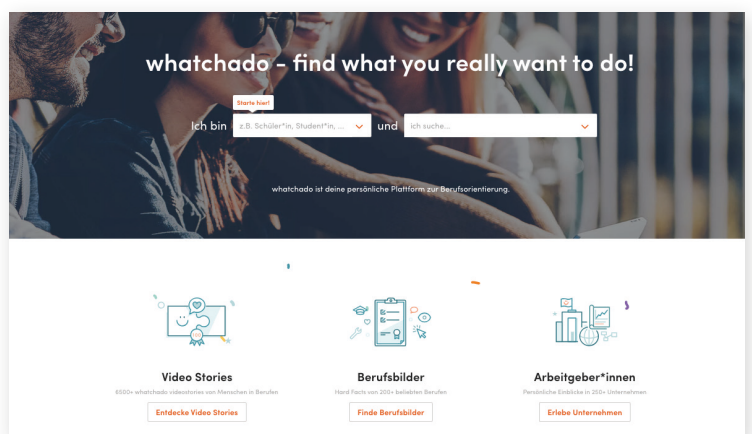 whatchado - find what you really want to do!
Starte hier!
Ich bin z.B. Schüler*in, Student*in, ... und ich suche...
whatchado ist deine persönliche Plattform zur Berufsorientierung.
Video Stories Berufsbilder Arbeitgeber*innen
6500+ whatchado videostories von Menschen in Berufen Hard Facts von 200+ beliebten Berufen Persönliche Einblicke in 250+ Unternehmen
Entdecke Video Stories Finde Berufsbilder Erlebe Unternehmen